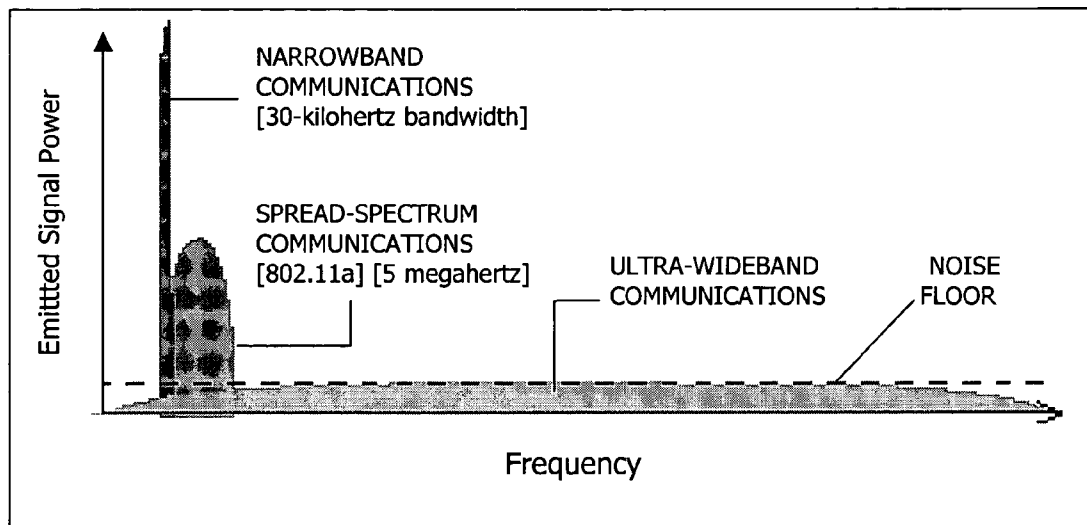 NARROWBAND
COMMUNICATIONS
[30-kilohertz bandwidth]
SPREAD-SPECTRUM
COMMUNICATIONS
[802.11a] [5 megahertz]
ULTRA-WIDEBAND
COMMUNICATIONS
NOISE
FLOOR
Emittted Signal Power
Frequency